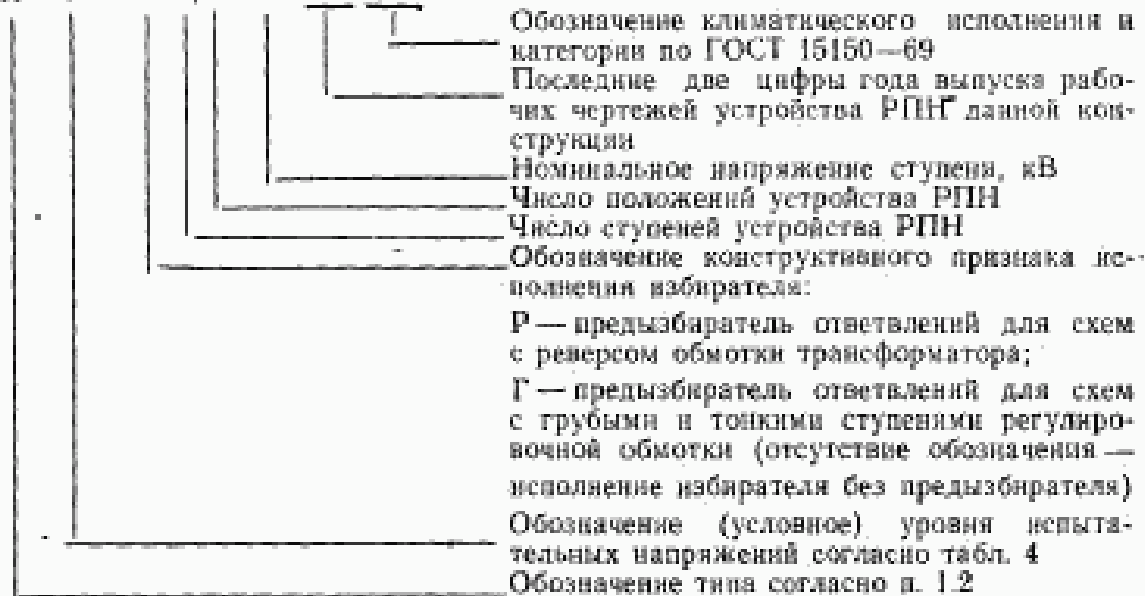 Обозначение климатического исполнения и
категории по ГОСТ 15150—69
Последние две цифры года выпуска рабо-
чих чертежей устройства РПН данной кон-
струкции
Номинальное напряжение ступени, кВ
Число положений устройства РПН
Число ступеней устройства РПН
Обозначение конструктивного признака ис-
полнения избирателя:
Р — предызбиратель ответвлений для схем
с реверсом обмотки трансформатора;
Г — предызбиратель ответвлений для схем
с грубыми и тонкими ступенями регулиро-
вочной обмотки (отсутствие обозначения —
исполнение избирателя без предызбирателя)
Обозначение (условное) уровня испыта-
тельных напряжений согласно табл. 4
Обозначение типа согласно п. 1.2